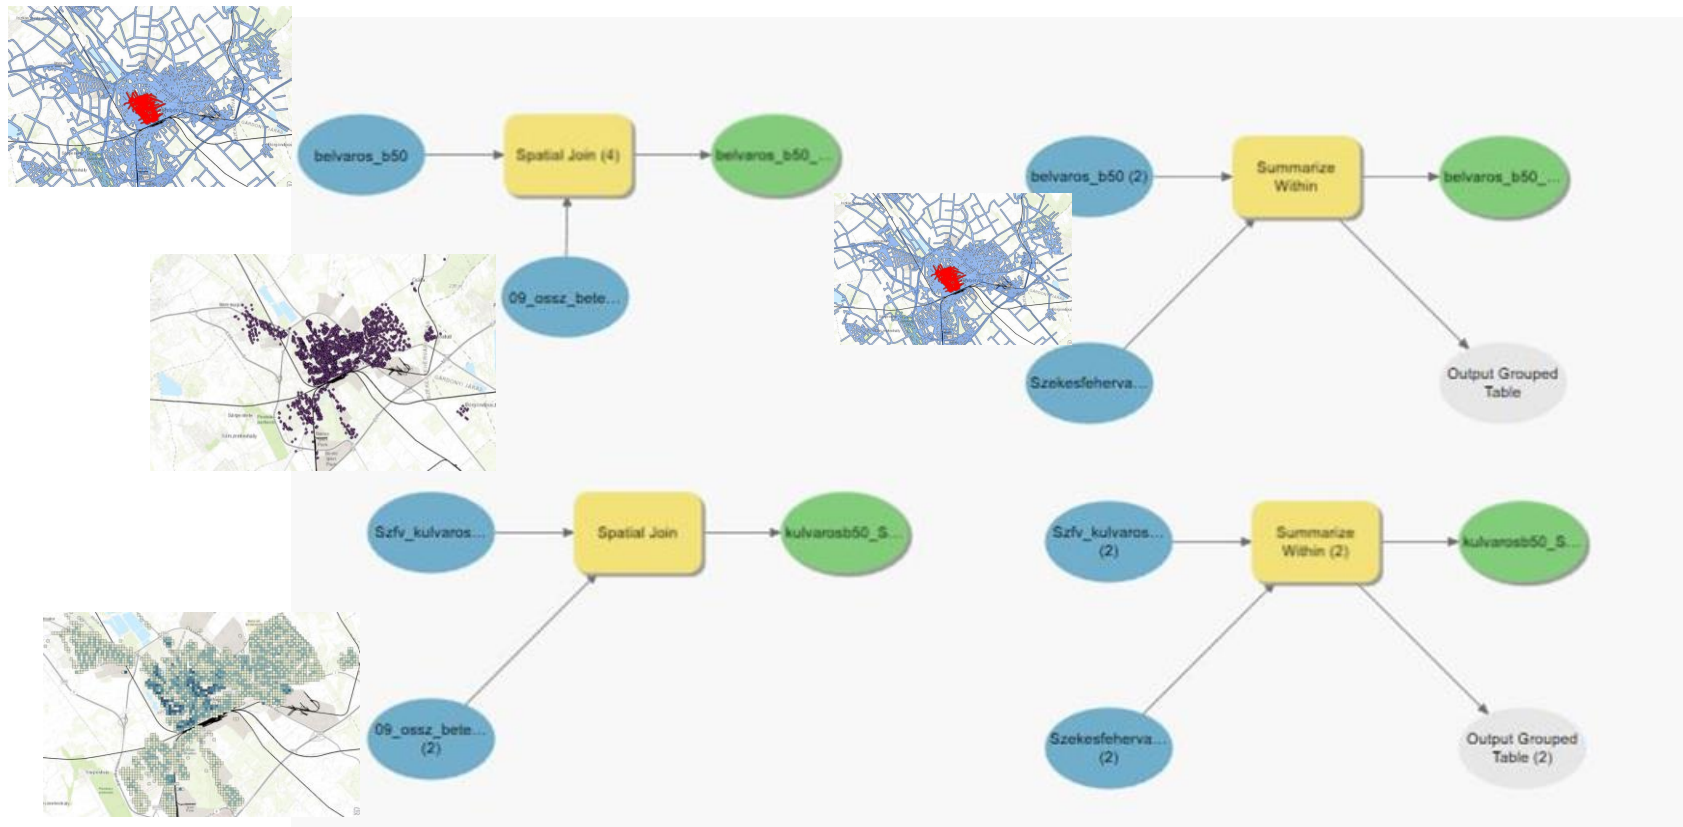 belvaros_b50
Spatial Join (4)
belvaros_b50_...
09_ossz_bete...
belvaros_b50 (2)
Summarize
Within
belvaros_b50_...
Szekesfeherva...
Output Grouped
Table
Szfv_kulvaros...
Spatial Join
kulvarosb50_S...
09_ossz_bete...
(2)
Szfv_kulvaros...
(2)
Summarize
Within (2)
kulvarosb50_S...
Szekesfeherva...
(2)
Output Grouped
Table (2)